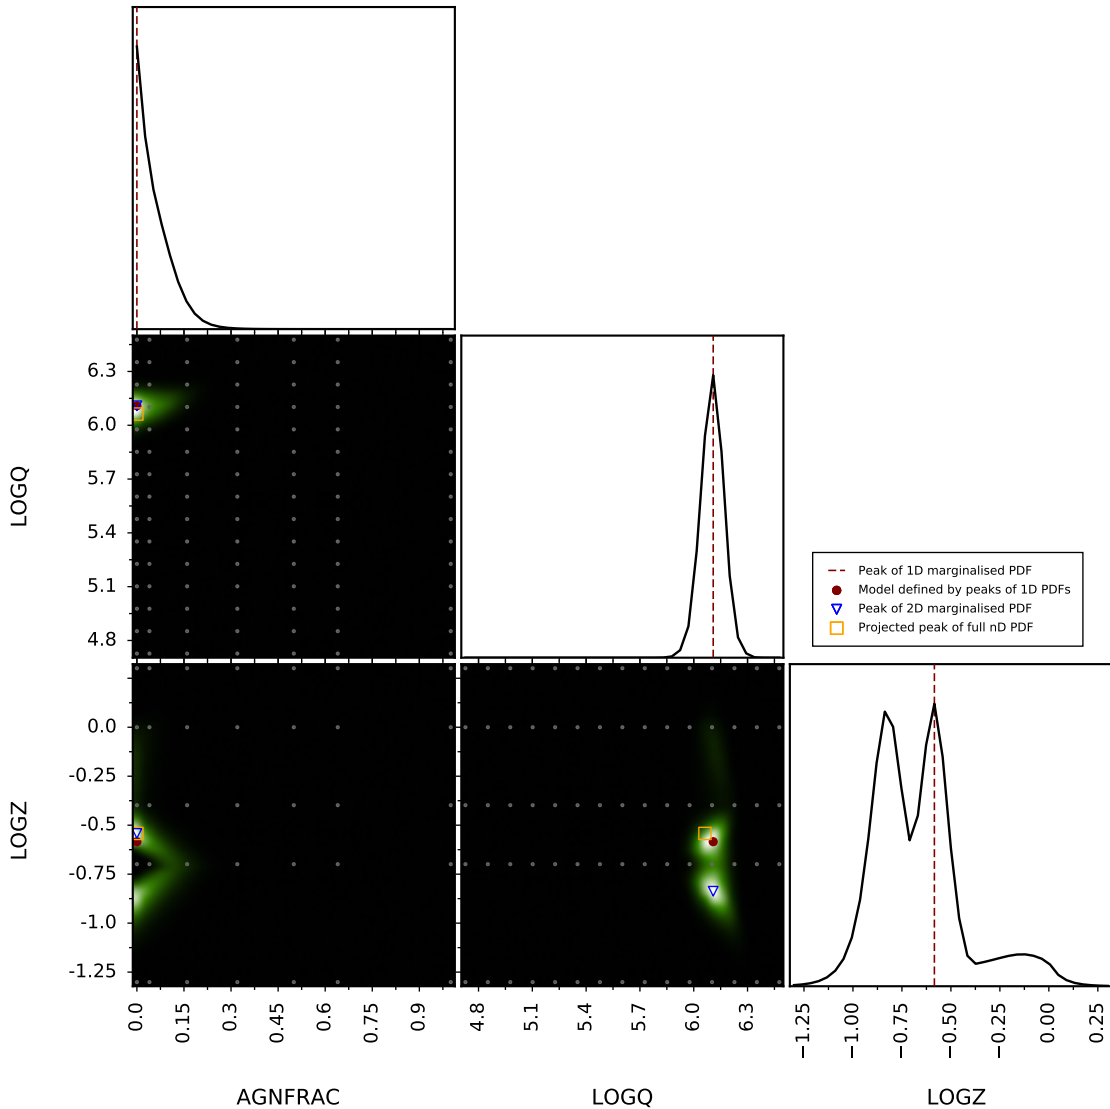 6.3
6.0
5.7
5.4
5.1
4.8
LOGQ
Peak of 1D marginalised PDF
Model defined by peaks of 1D PDFs
Peak of 2D marginalised PDF
Projected peak of full nD PDF
0.0
-0.25
-0.5
-0.75
-1.0
-1.25
LOGZ
0.0 0.15 0.3 0.45 0.6 0.75 0.9
4.8 5.1 5.4 5.7 6.0 6.3
−1.25 −1.00 −0.75 −0.50 −0.25 0.00 0.25
AGNFRAC LOGQ LOGZ